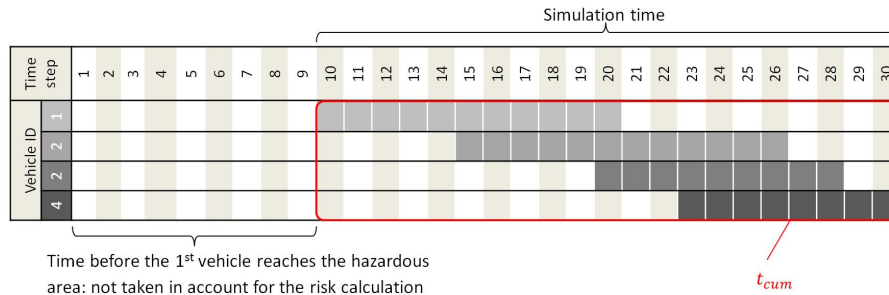 Simulation time
Time step
1 2 3 4 5 6 7 8 9 10 11 12 13 14 15 16 17 18 19 20 21 22 23 24 25 26 27 28 29 30
Vehicle ID
1
2
2
4
Time before the 1st vehicle reaches the hazardous
area: not taken in account for the risk calculation
tcum